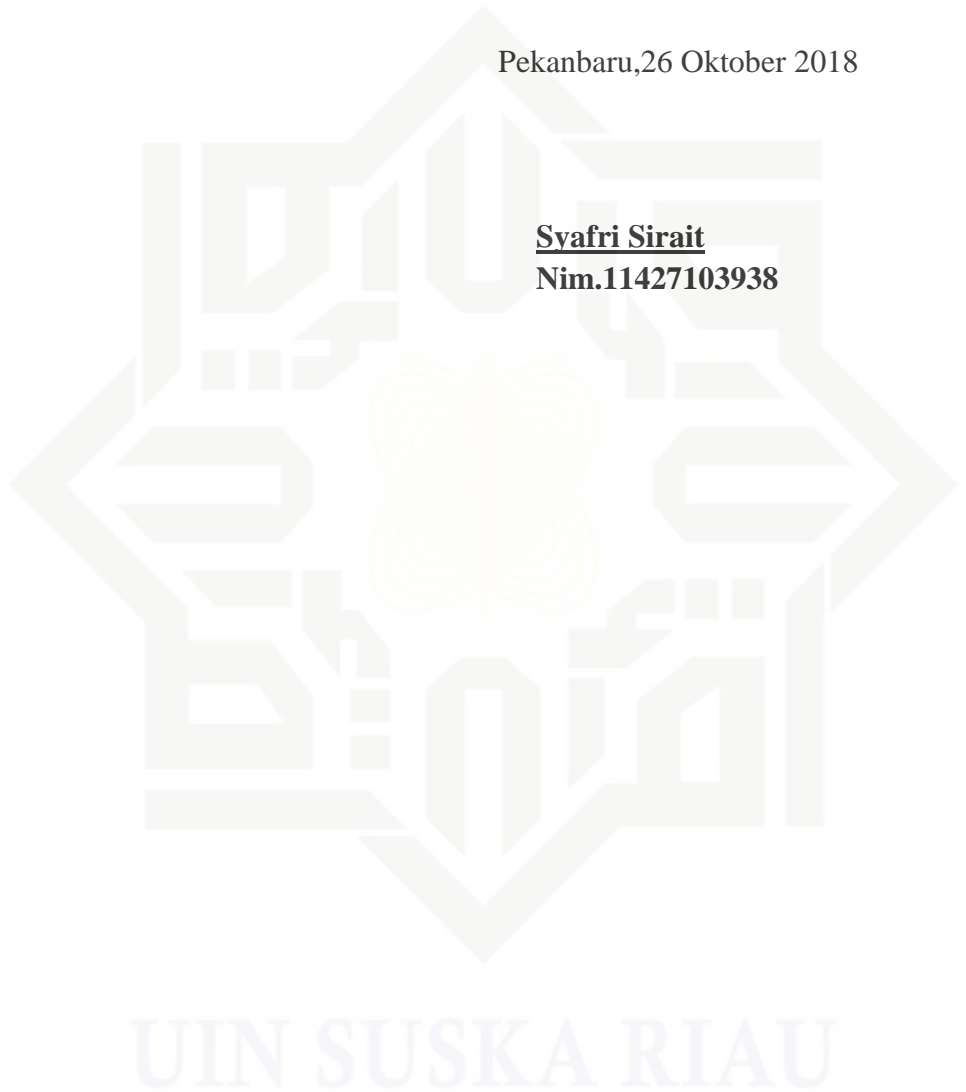 Pekanbaru,26 Oktober 2018
Syafri Sirait
Nim.11427103938
UIN SUSKA RIAU